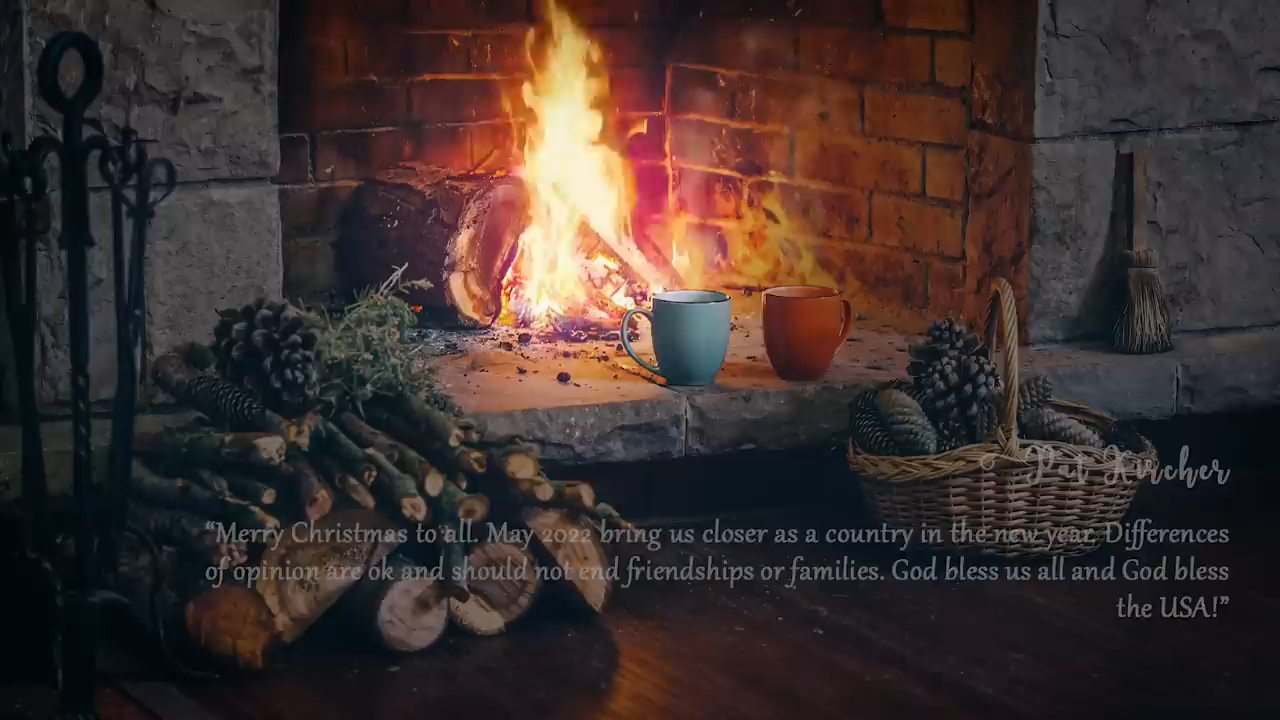 Pat Kircher
“Merry Christmas to all. May 2022 bring us closer as a country in the new year. Differences
of opinion are ok and should not end friendships or families. God bless us all and God bless
the USA!”